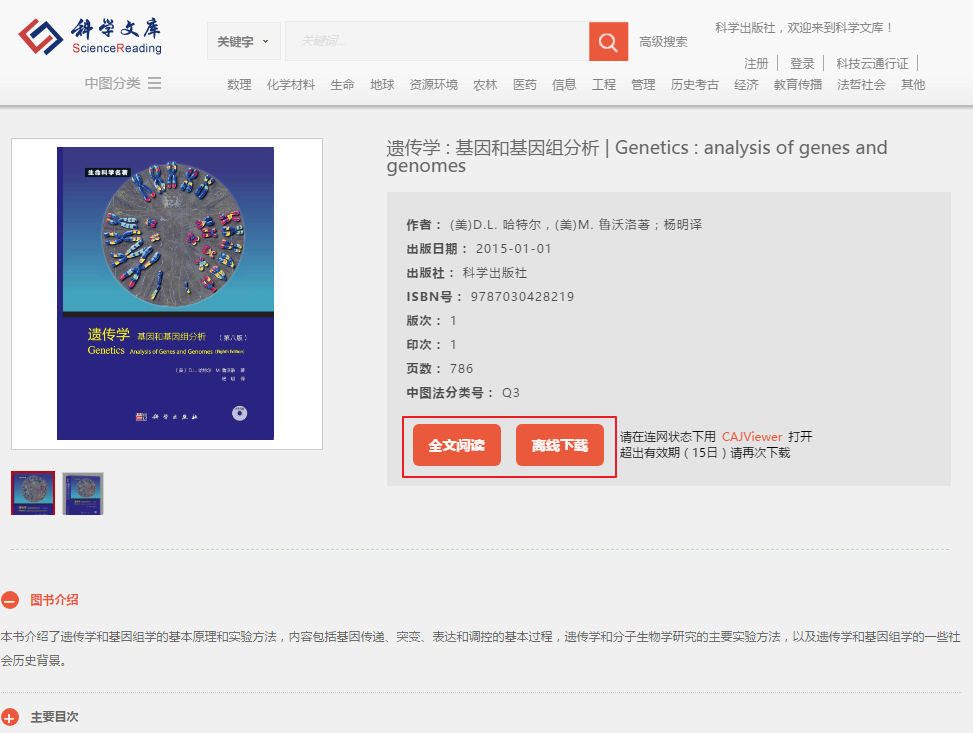 科学文库
ScienceReading
关键字
关键词...
高级搜索
科学出版社，欢迎来到科学文库！
注册 | 登录 | 科技云通行证 |
中图分类
数理 化学材料 生命 地球 资源环境 农林 医药 信息 工程 管理 历史考古 经济 教育传播 法哲社会 其他
生命科学名著
遗传学 基因和基因组分析 （第八版）
Genetics Analysis of Genes and Genomes (Eighth Edition)
科学出版社
遗传学 : 基因和基因组分析 | Genetics : analysis of genes and
genomes
作者： (美)D.L. 哈特尔，(美)M. 鲁沃洛著；杨明译
出版日期： 2015-01-01
出版社： 科学出版社
ISBN号： 9787030428219
版次： 1
印次： 1
页数： 786
中图法分类号： Q3
全文阅读 离线下载
请在连网状态下用 CAJViewer 打开
超出有效期（15日）请再次下载
图书介绍
本书介绍了遗传学和基因组学的基本原理和实验方法，内容包括基因传递、突变、表达和调控的基本过程，遗传学和分子生物学研究的主要实验方法，以及遗传学和基因组学的一些社
会历史背景。
主要目次